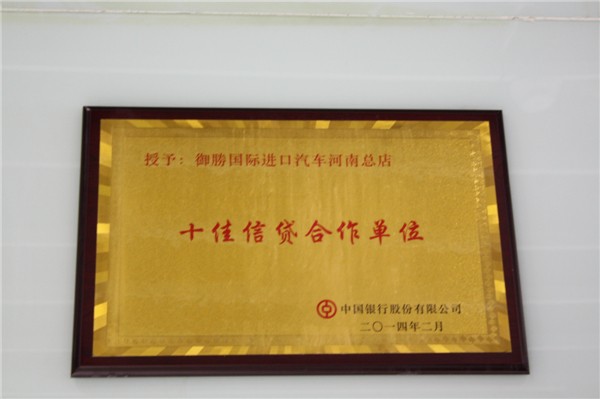 授予：御勝国际进口汽车河南总店
十佳信贷合作单位
中国银行股份有限公司
二〇一四年二月